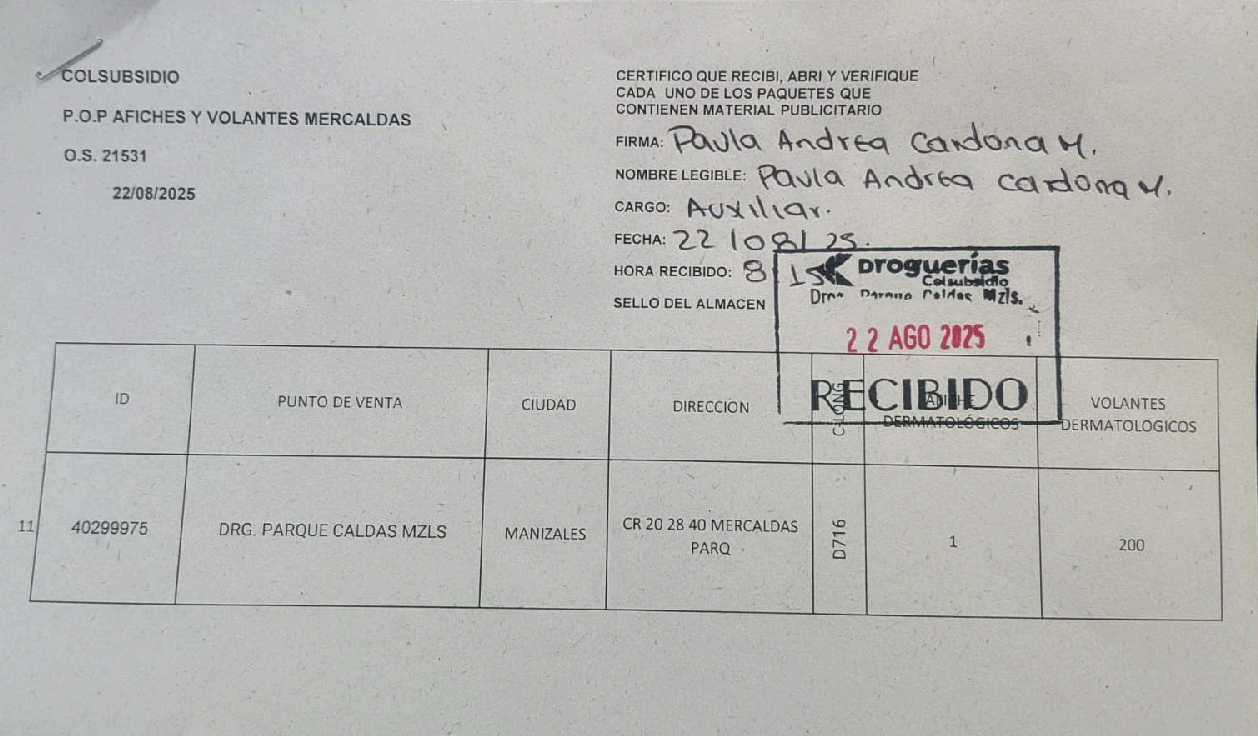 COLSUBSIDIO
P.O.P AFICHES Y VOLANTES MERCALDAS
O.S. 21531
22/08/2025
CERTIFICO QUE RECIBI, ABRI Y VERIFIQUE
CADA UNO DE LOS PAQUETES QUE
CONTIENEN MATERIAL PUBLICITARIO
FIRMA: Paula Andrea Cardona M.
NOMBRE LEGIBLE: Paula Andrea Cardona M.
CARGO: Auxiliar.
FECHA: 22/08/25.
HORA RECIBIDO: 8 15
SELLO DEL ALMACEN
Droguerías
Colsubsidio
Mzls.
22 AGO 2025
RECIBIDO
ID PUNTO DE VENTA CIUDAD DIRECCION DERMATOLÓGICOS VOLANTES DERMATOLOGICOS
11 40299975 DRG. PARQUE CALDAS MZLS MANIZALES CR 20 28 40 MERCALDAS PARQ D716 1 200